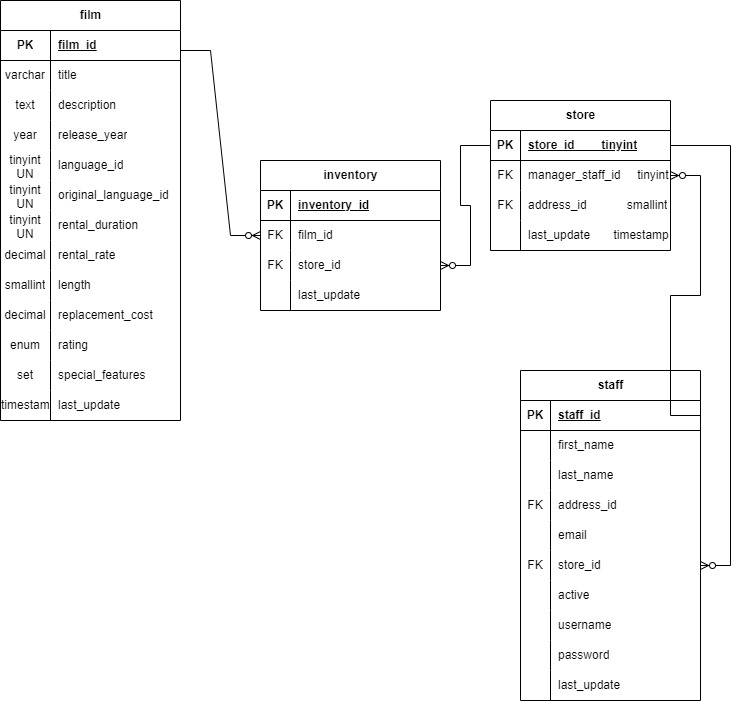 film
PK film_id
varchar title
text description
year release_year
tinyint UN language_id
tinyint UN original_language_id
tinyint UN rental_duration
decimal rental_rate
smallint length
decimal replacement_cost
enum rating
set special_features
timestam last_update
inventory
PK inventory_id
FK film_id
FK store_id
last_update
store
PK store_id tinyint
FK manager_staff_id tinyint
FK address_id smallint
last_update timestamp
staff
PK staff_id
first_name
last_name
FK address_id
email
FK store_id
active
username
password
last_update